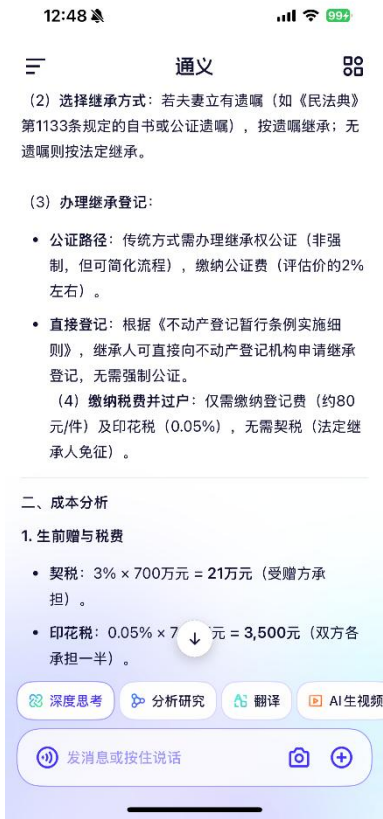 12:48
99+
通义
（2）选择继承方式：若夫妻立有遗嘱（如《民法典》
第1133条规定的自书或公证遗嘱），按遗嘱继承；无
遗嘱则按法定继承。
（3）办理继承登记：
• 公证路径：传统方式需办理继承权公证（非强
制，但可简化流程），缴纳公证费（评估价的2%
左右）。
• 直接登记：根据《不动产登记暂行条例实施细
则》，继承人可直接向不动产登记机构申请继承
登记，无需强制公证。
（4）缴纳税费并过户：仅需缴纳登记费（约80
元/件）及印花税（0.05%），无需契税（法定继
承人免征）。
二、成本分析
1. 生前赠与税费
• 契税：3% × 700万元 = 21万元（受赠方承
担）。
• 印花税：0.05% × 7 元 = 3,500元（双方各
承担一半）。
深度思考 分析研究 翻译 AI生视频
发消息或按住说话